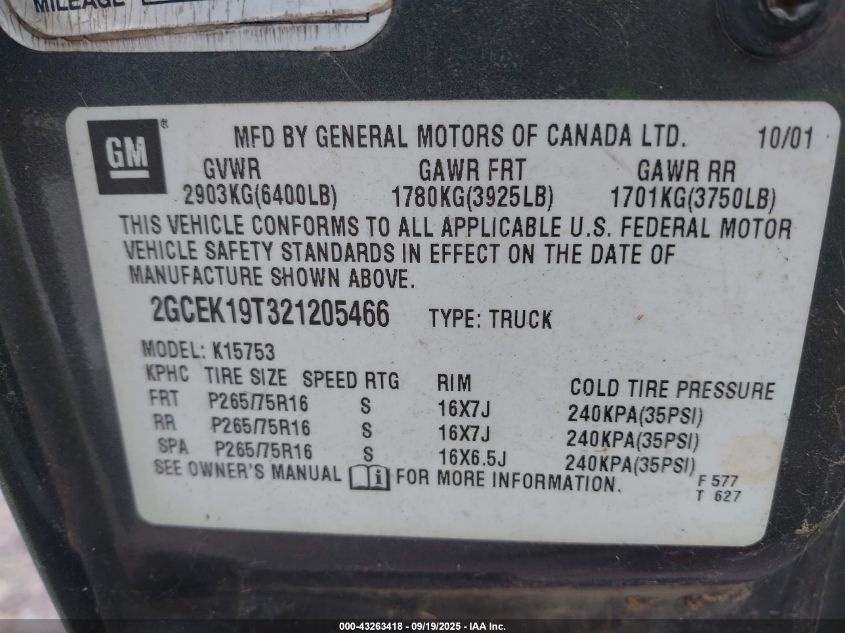 MILEAGE
GM ® MFD BY GENERAL MOTORS OF CANADA LTD. 10/01
GVWR GAWR FRT GAWR RR
2903KG(6400LB) 1780KG(3925LB) 1701KG(3750LB)
THIS VEHICLE CONFORMS TO ALL APPLICABLE U.S. FEDERAL MOTOR
VEHICLE SAFETY STANDARDS IN EFFECT ON THE DATE OF
MANUFACTURE SHOWN ABOVE.
2GCEK19T321205466 TYPE: TRUCK
MODEL: K15753
KPHC TIRE SIZE SPEED RTG RIM COLD TIRE PRESSURE
FRT P265/75R16 S 16X7J 240KPA(35PSI)
RR P265/75R16 S 16X7J 240KPA(35PSI)
SPA P265/75R16 S 16X6.5J 240KPA(35PSI)
SEE OWNER'S MANUAL i FOR MORE INFORMATION.
F 577
T 627
000-43263418 - 09/19/2025 - IAA Inc.